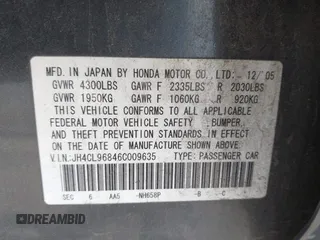 MFD. IN JAPAN BY HONDA MOTOR CO., LTD: 12/05
GVWR 4300LBS GAWR F 2335LBS R 2030LBS
GVWR 1950KG GAWR F 1060KG R 920KG
THIS VEHICLE CONFORMS TO ALL APPLICABLE
FEDERAL MOTOR VEHICLE SAFETY, BUMPER,
AND THEFT PREVENTION STANDARDS IN EFFECT
ON THE DATE OF MANUFACTURE SHOWN ABOVE.
V.I.N.:JH4CL96846C009635 TYPE: PASSENGER CAR
SEC 6 AA5 -NH658P -B -C
DREAMBID